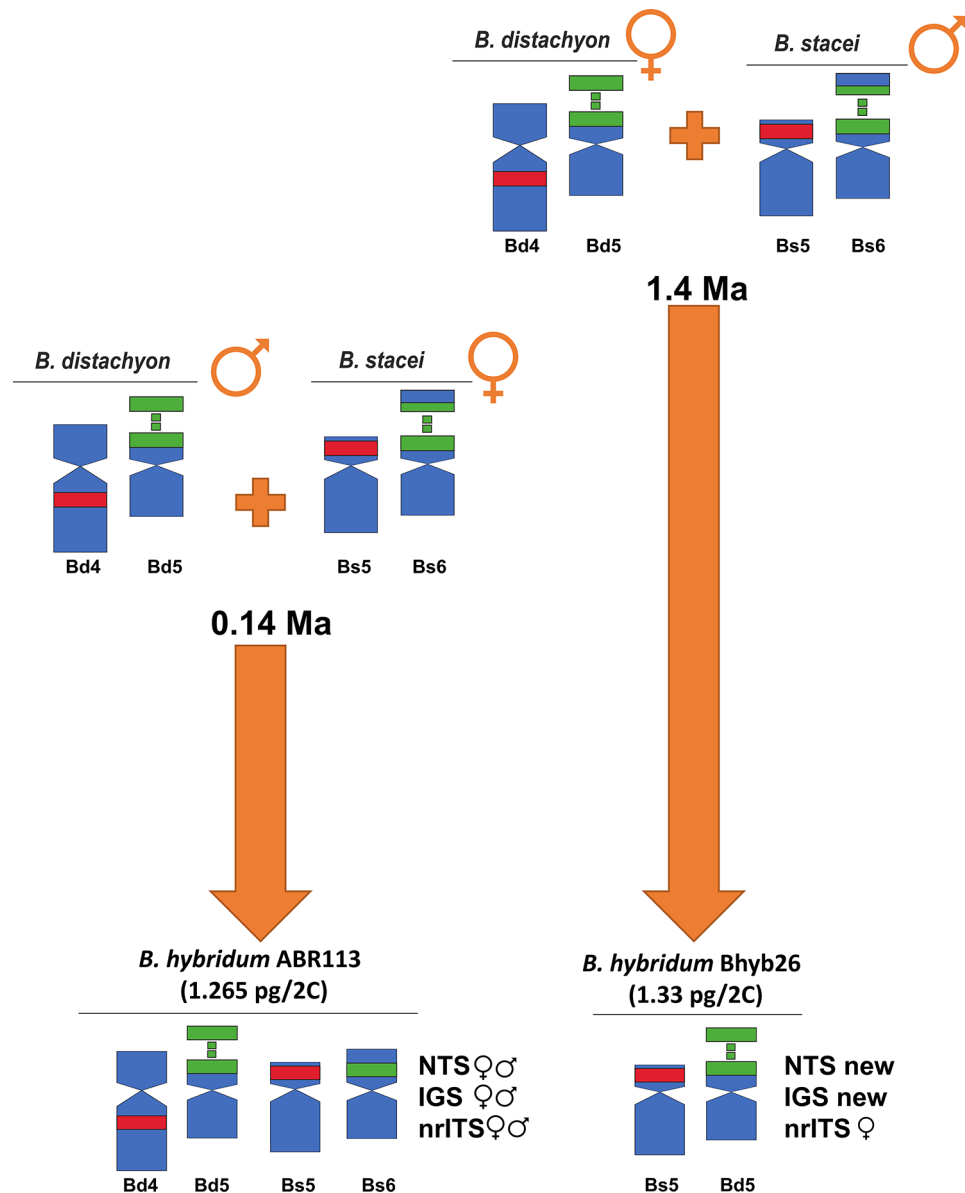 B. distachyon ♀
B. stacei ♂
Bd4
Bd5
Bs5
Bs6
1.4 Ma
B. distachyon ♂
B. stacei ♀
Bd4
Bd5
Bs5
Bs6
0.14 Ma
B. hybridum ABR113
(1.265 pg/2C)
NTS♀♂
IGS ♀♂
nrITS♀♂
Bd4
Bd5
Bs5
Bs6
B. hybridum Bhyb26
(1.33 pg/2C)
NTS new
IGS new
nrITS ♀
Bs5
Bd5